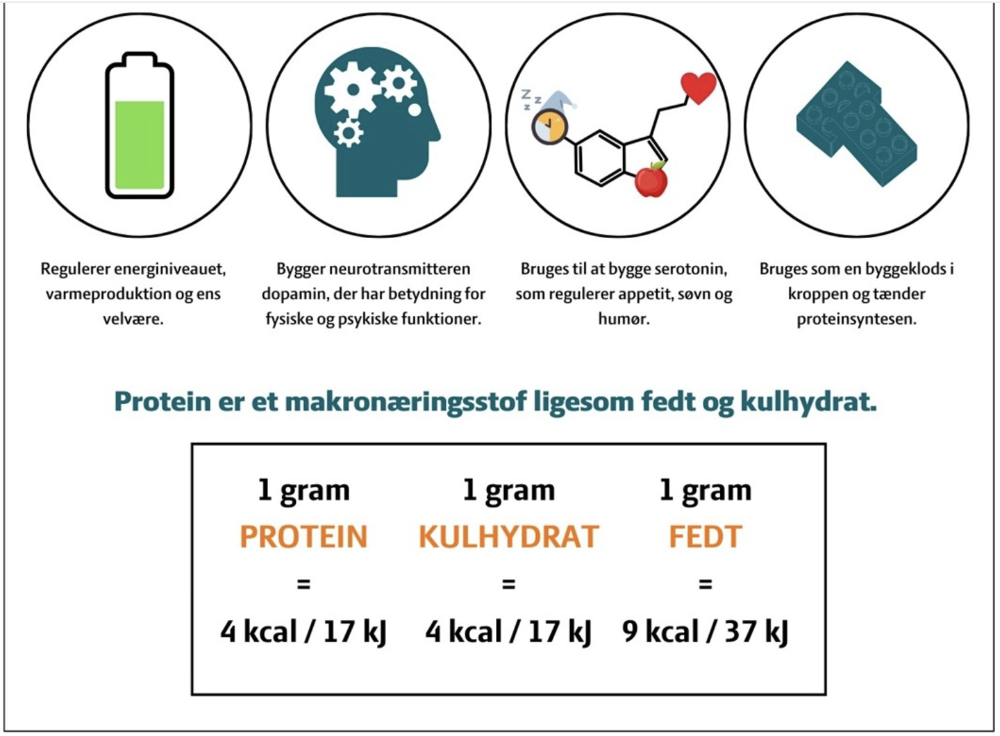 Z
Z
Z
Regulerer energiniveauet,
varmeproduktion og ens
velvære.
Bygger neurotransmitteren
dopamin, der har betydning for
fysiske og psykiske funktioner.
Bruges til at bygge serotonin,
som regulerer appetit, søvn og
humør.
Bruges som en byggeklods i
kroppen og tænder
proteinsyntesen.
Protein er et makronæringsstof ligesom fedt og kulhydrat.
1 gram
PROTEIN
=
4 kcal / 17 kJ
1 gram
KULHYDRAT
=
4 kcal / 17 kJ
1 gram
FEDT
=
9 kcal / 37 kJ